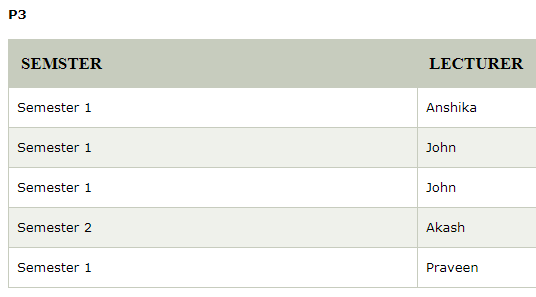 P3
SEMSTER LECTURER
Semester 1 Anshika
Semester 1 John
Semester 1 John
Semester 2 Akash
Semester 1 Praveen